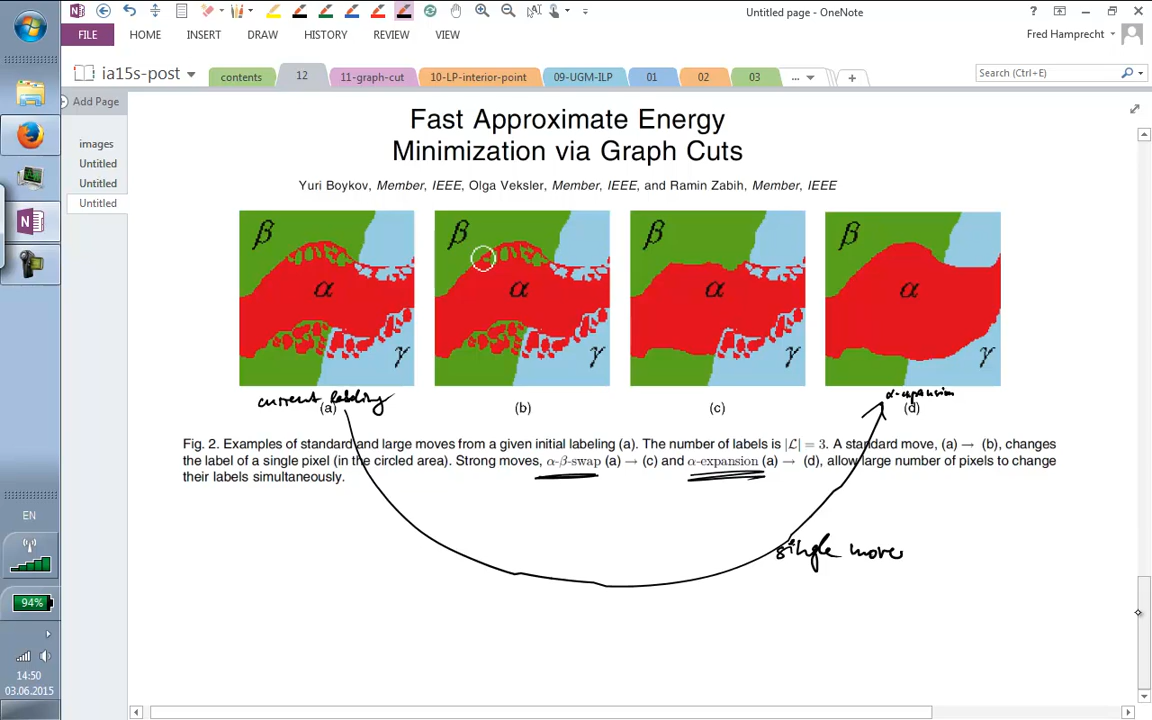 Untitled page - OneNote
FILE HOME INSERT DRAW HISTORY REVIEW VIEW
Fred Hamprecht
ia15s-post
contents 12 11-graph-cut 10-LP-interior-point 09-UGM-ILP 01 02 03 ...
Search (Ctrl+E)
Add Page
images
Untitled
Untitled
Untitled
Fast Approximate Energy
Minimization via Graph Cuts
Yuri Boykov, Member, IEEE, Olga Veksler, Member, IEEE, and Ramin Zabih, Member, IEEE
β β β β
α α α α
γ γ γ γ
current labeling α-expansion
(a) (b) (c) (d)
Fig. 2. Examples of standard and large moves from a given initial labeling (a). The number of labels is |ℒ| = 3. A standard move, (a) → (b), changes
the label of a single pixel (in the circled area). Strong moves, α-β-swap (a) → (c) and α-expansion (a) → (d), allow large number of pixels to change
their labels simultaneously.
single move
EN
94%
14:50
03.06.2015